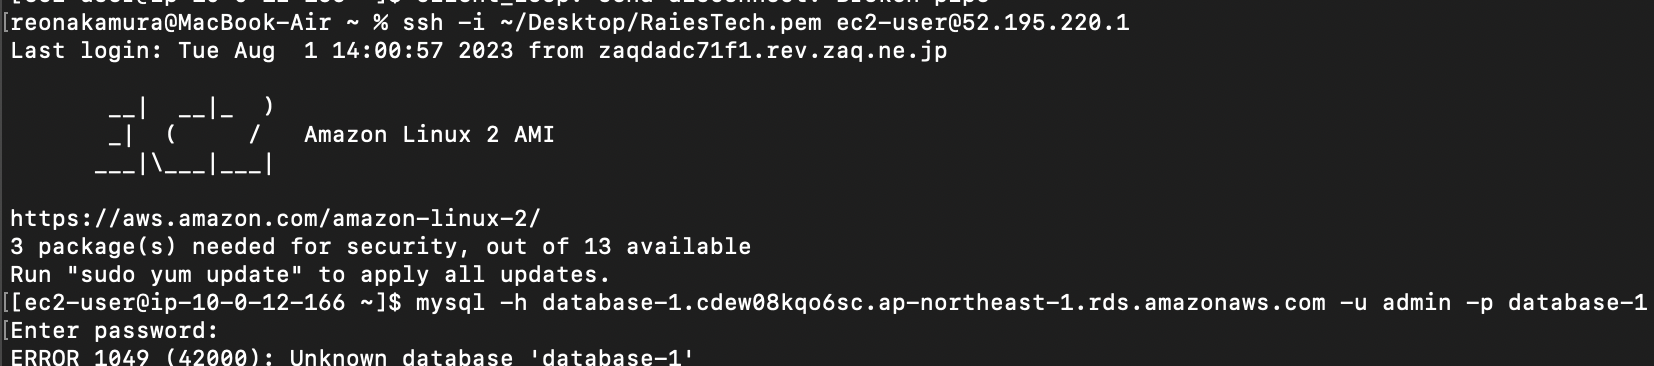 [reonakamura@MacBook-Air ~ % ssh -i ~/Desktop/RaiesTech.pem ec2-user@52.195.220.1
Last login: Tue Aug  1 14:00:57 2023 from zaqdadc71f1.rev.zaq.ne.jp
       __|  __|_  )
       _|  (     /   Amazon Linux 2 AMI
      ___|\___|___|
https://aws.amazon.com/amazon-linux-2/
3 package(s) needed for security, out of 13 available
Run "sudo yum update" to apply all updates.
[[ec2-user@ip-10-0-12-166 ~]$ mysql -h database-1.cdew08kqo6sc.ap-northeast-1.rds.amazonaws.com -u admin -p database-1
[Enter password:
ERROR 1049 (42000): Unknown database 'database-1'